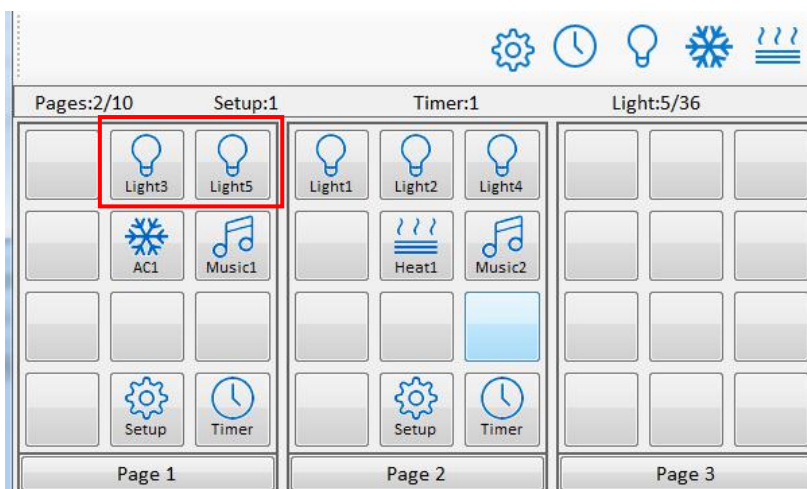 Pages:2/10 Setup:1 Timer:1 Light:5/36
Light3 Light5 Light1 Light2 Light4
AC1 Music1 Heat1 Music2
Setup Timer Setup Timer
Page 1 Page 2 Page 3